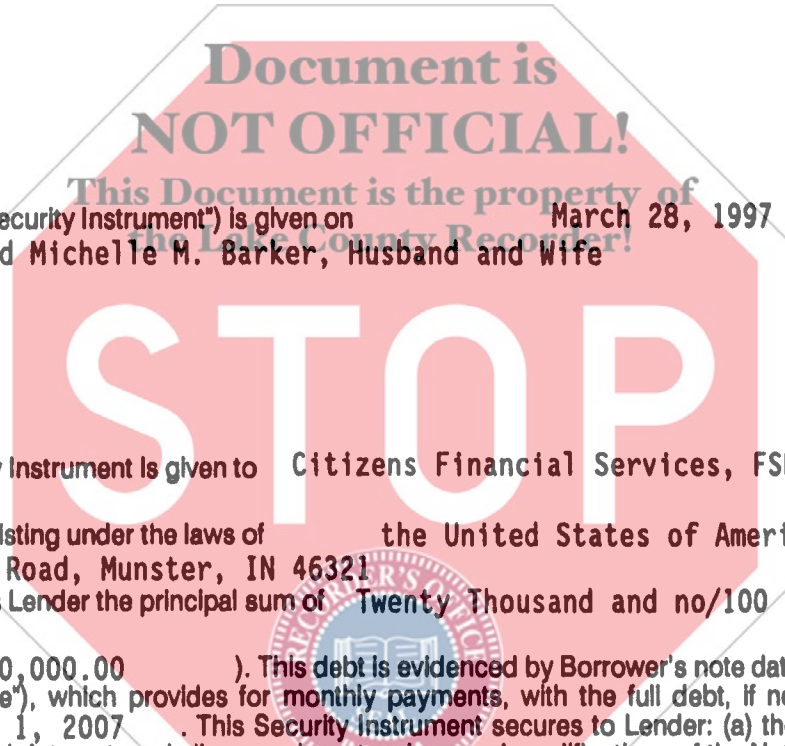 Document is
NOT OFFICIAL!
This Document is the property of
the Lake County Recorder!
ecurity Instrument") is given on March 28, 1997
d Michelle M. Barker, Husband and Wife
STOP
Instrument is given to Citizens Financial Services, FS
isting under the laws of the United States of Ameri
Road, Munster, IN 46321
s Lender the principal sum of Twenty Thousand and no/100
0,000.00 ). This debt is evidenced by Borrower's note dat
e"), which provides for monthly payments, with the full debt, if no
1, 2007 . This Security Instrument secures to Lender: (a) th
RECORDER'S OFFICE